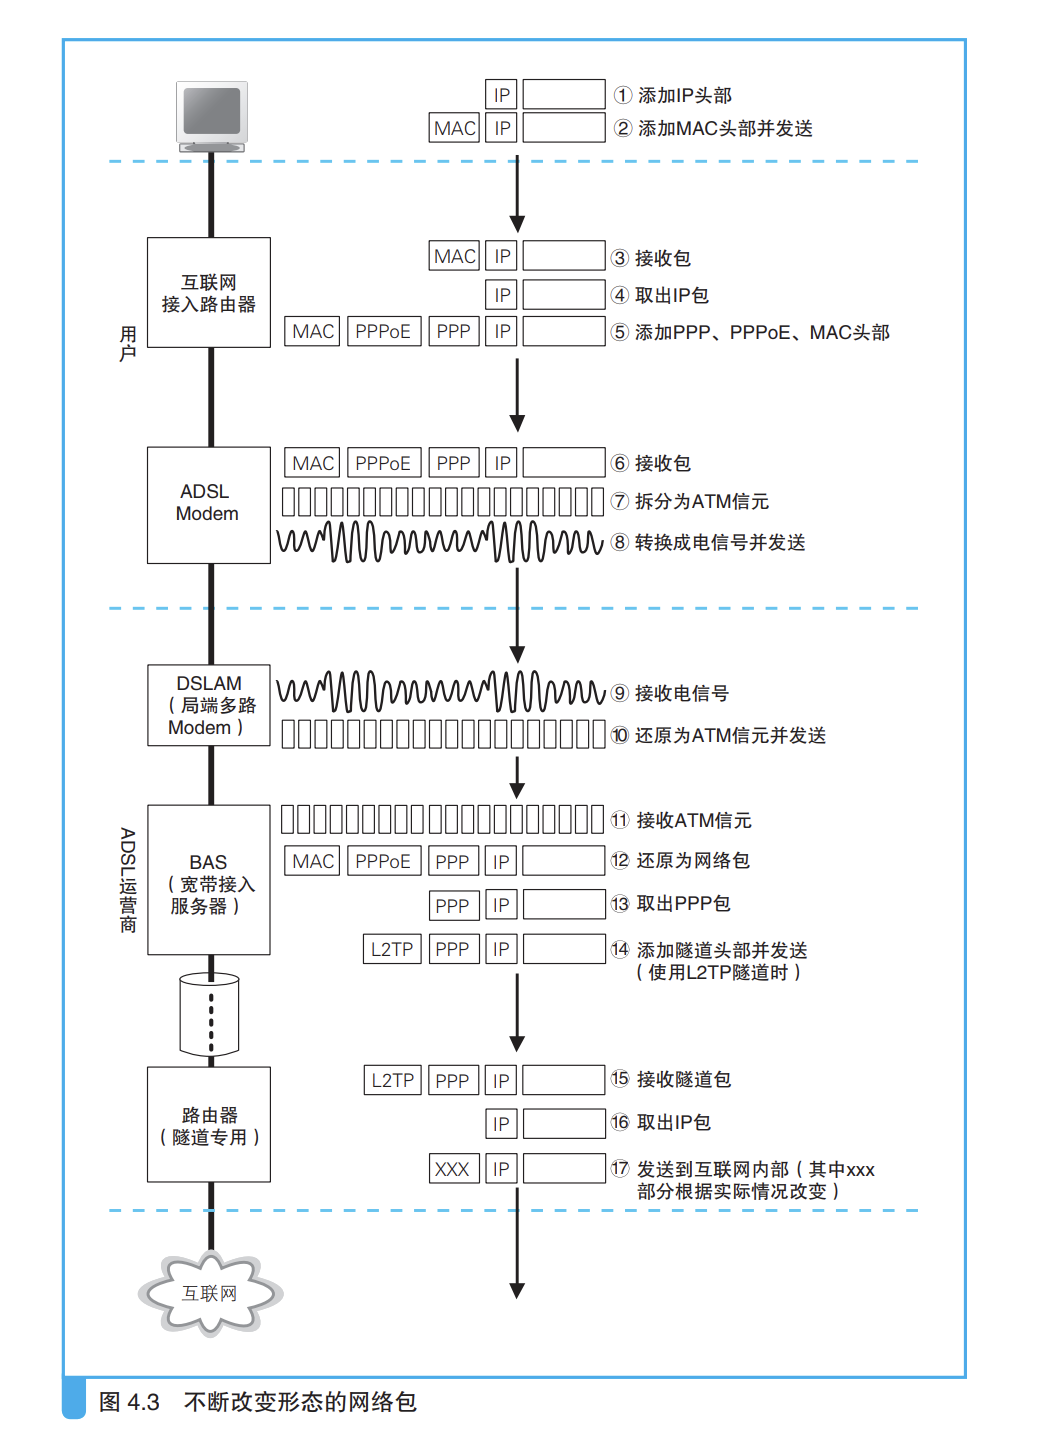 IP ① 添加IP头部
MAC IP ② 添加MAC头部并发送
用户
互联网
接入路由器
MAC IP ③ 接收包
IP ④ 取出IP包
MAC PPPoE PPP IP ⑤ 添加PPP、PPPoE、MAC头部
ADSL
Modem
MAC PPPoE PPP IP ⑥ 接收包
⑦ 拆分为ATM信元
⑧ 转换成电信号并发送
ADSL运营商
DSLAM
（局端多路
Modem）
⑨ 接收电信号
⑩ 还原为ATM信元并发送
BAS
（宽带接入
服务器）
⑪ 接收ATM信元
MAC PPPoE PPP IP ⑫ 还原为网络包
PPP IP ⑬ 取出PPP包
L2TP PPP IP ⑭ 添加隧道头部并发送
（使用L2TP隧道时）
路由器
（隧道专用）
L2TP PPP IP ⑮ 接收隧道包
IP ⑯ 取出IP包
XXX IP ⑰ 发送到互联网内部（其中xxx
部分根据实际情况改变）
互联网
图 4.3 不断改变形态的网络包